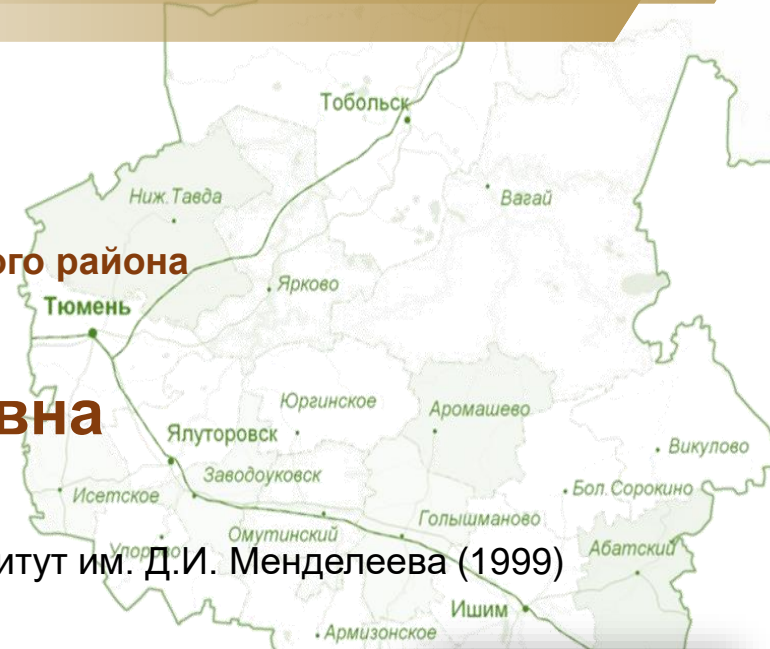 Тобольск
Ниж.Тавда
Вагай
ого района
Ярково
Тюмень
Юргинское
Аромашево
вна
Ялуторовск
Викулово
Заводоуковск
Исетское
Бол.Сорокино
Голышманово
Омутинский
Упорово
Абатский
итут им. Д.И. Менделеева (1999)
Ишим
Армизонское